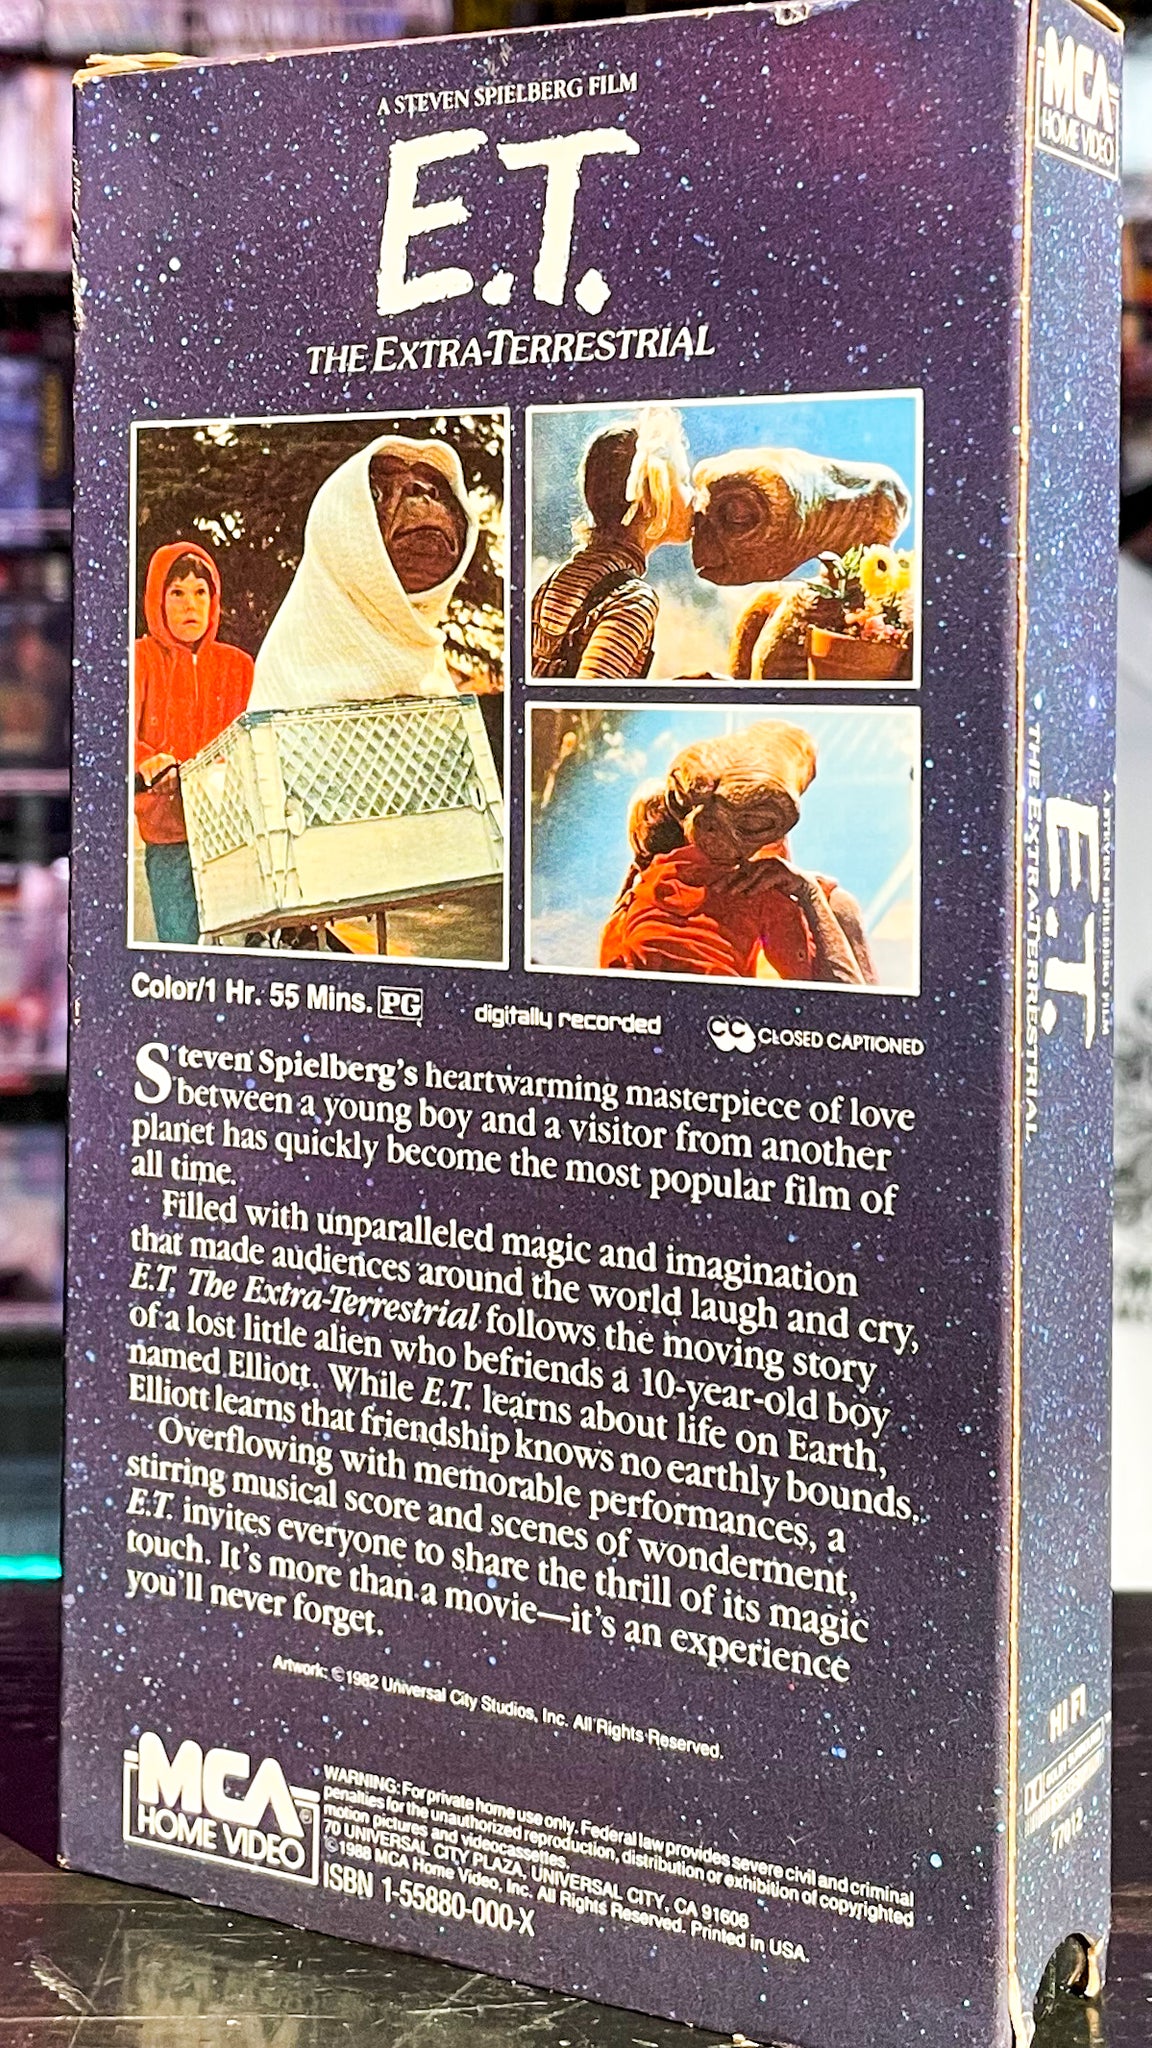 A STEVEN SPIELBERG FILM
E.T.
THE EXTRA-TERRESTRIAL
Color/1 Hr. 55 Mins. PG
digitally recorded
CC CLOSED CAPTIONED
Steven Spielberg's heartwarming masterpiece of love
between a young boy and a visitor from another
planet has quickly become the most popular film of
all time.
Filled with unparalleled magic and imagination
that made audiences around the world laugh and cry,
E.T. The Extra-Terrestrial follows the moving story
of a lost little alien who befriends a 10-year-old boy
named Elliott. While E.T. learns about life on Earth,
Elliott learns that friendship knows no earthly bounds.
Overflowing with memorable performances, a
stirring musical score and scenes of wonderment,
E.T. invites everyone to share the thrill of its magic
touch. It's more than a movie—it's an experience
you'll never forget.
Artwork: ©1982 Universal City Studios, Inc. All Rights Reserved.
MCA
HOME VIDEO
WARNING: For private home use only. Federal law provides severe civil and criminal
penalties for the unauthorized reproduction, distribution or exhibition of copyrighted
motion pictures and videocassettes.
70 UNIVERSAL CITY PLAZA, UNIVERSAL CITY, CA 91608
©1988 MCA Home Video, Inc. All Rights Reserved. Printed in USA.
ISBN 1-55880-000-X
MCA
HOME VIDEO
A STEVEN SPIELBERG FILM
E.T.
THE EXTRA-TERRESTRIAL
HI FI
77012